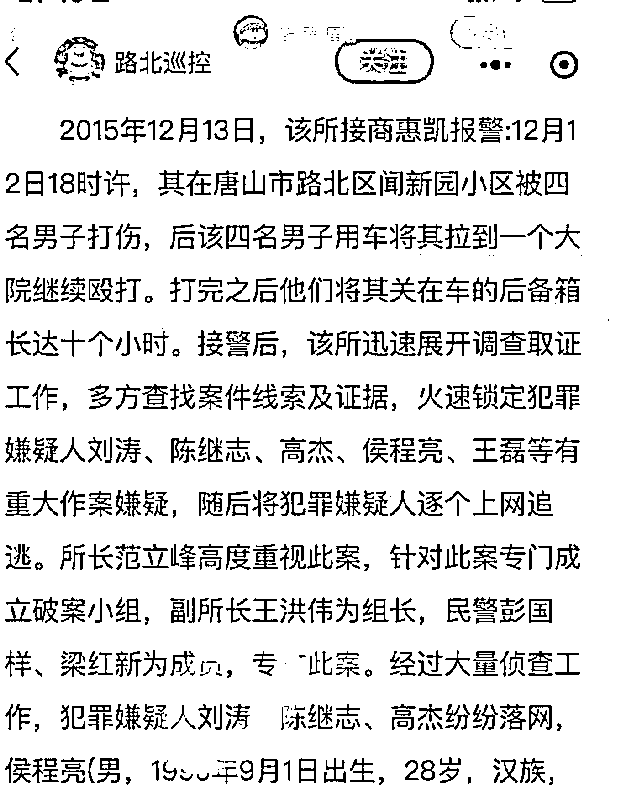 路北巡控
关注
2015年12月13日，该所接商惠凯报警:12月1
2日18时许，其在唐山市路北区闻新园小区被四
名男子打伤，后该四名男子用车将其拉到一个大
院继续殴打。打完之后他们将其关在车的后备箱
长达十个小时。接警后，该所迅速展开调查取证
工作，多方查找案件线索及证据，火速锁定犯罪
嫌疑人刘涛、陈继志、高杰、侯程亮、王磊等有
重大作案嫌疑，随后将犯罪嫌疑人逐个上网追
逃。所长范立峰高度重视此案，针对此案专门成
立破案小组，副所长王洪伟为组长，民警彭国
样、梁红新为成员，专 此案。经过大量侦查工
作，犯罪嫌疑人刘涛 陈继志、高杰纷纷落网，
侯程亮(男，年9月1日出生，28岁，汉族，